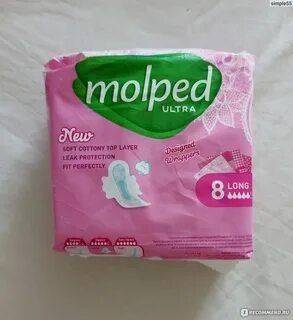 simple55
molped
ULTRA
New
SOFT COTTONY TOP LAYER
LEAK PROTECTION
FIT PERFECTLY
Designed
Wrappers
8 LONG
IRECOMMEND.RU